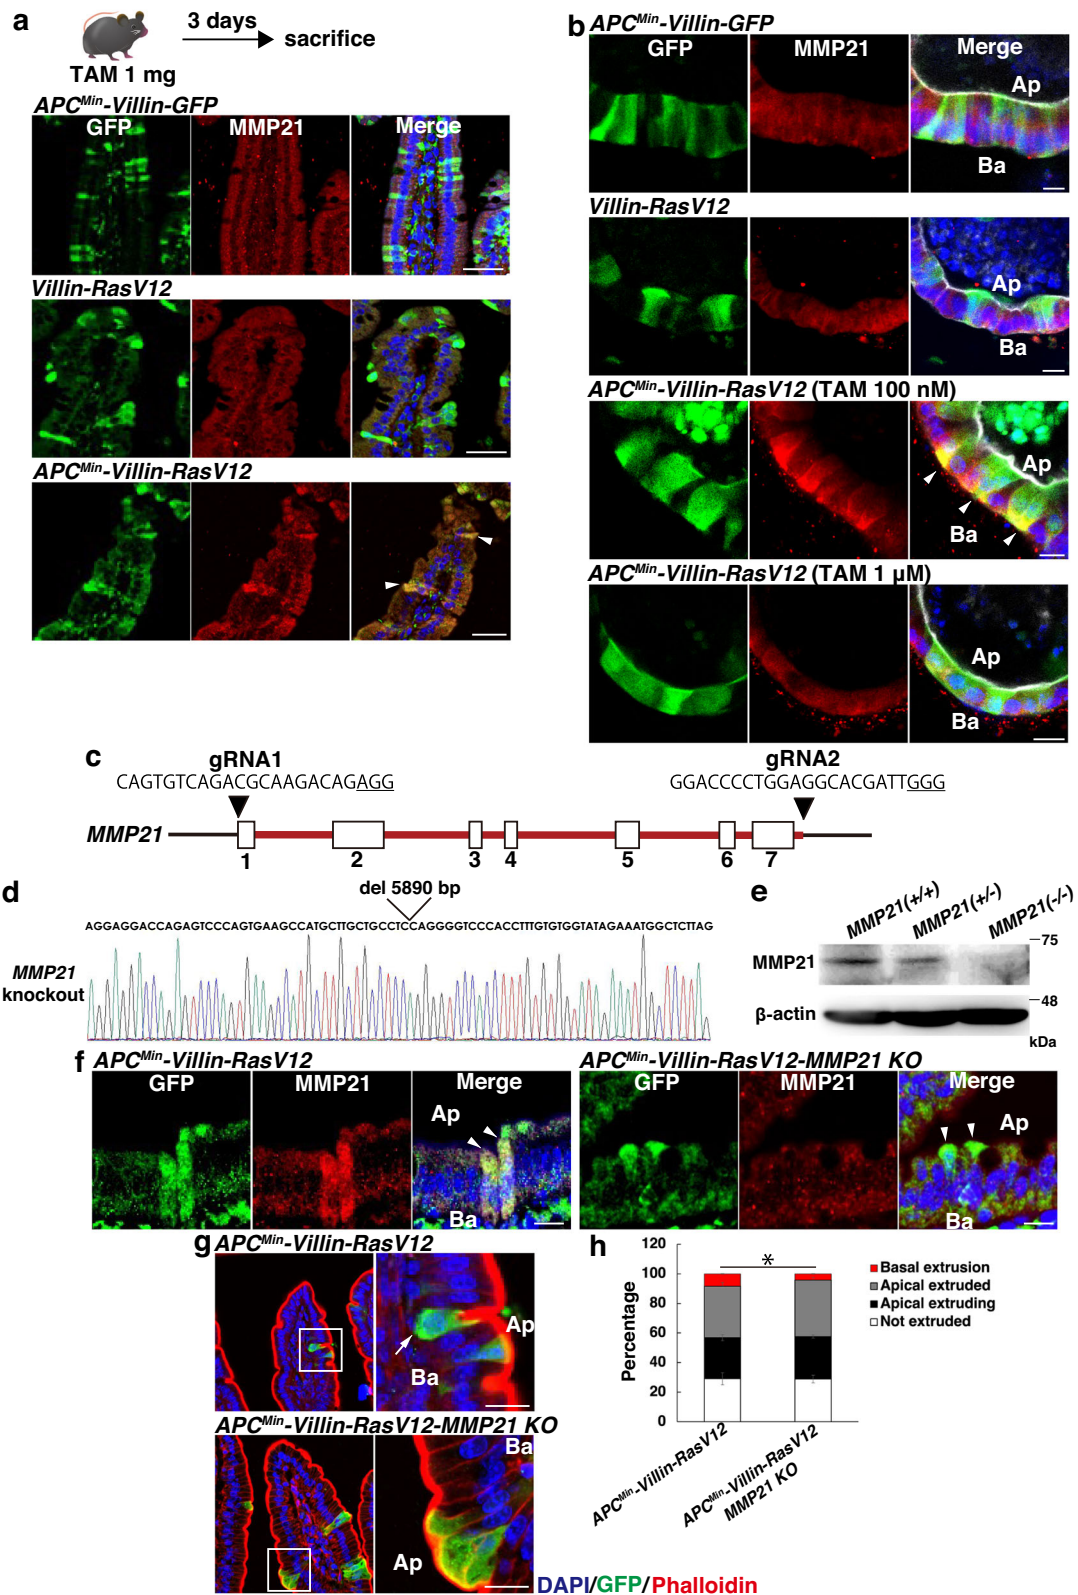 a
3 days
sacrifice
TAM 1 mg
APCMin-Villin-GFP
GFP MMP21 Merge
Villin-RasV12
APCMin-Villin-RasV12
b APCMin-Villin-GFP
GFP MMP21 Merge
Ap
Ba
Villin-RasV12
Ap
Ba
APCMin-Villin-RasV12 (TAM 100 nM)
Ap
Ba
APCMin-Villin-RasV12 (TAM 1 µM)
Ap
Ba
c
gRNA1 gRNA2
CAGTGTCAGACGCAAGACAGAGG GGACCCCTGGAGGCACGATTGGG
MMP21
1 2 3 4 5 6 7
d
del 5890 bp
AGGAGGACCAGAGTCCCAGTGAAGCCATGCTTGCTGCCTCCAGGGGTCCCACCTTTGTGTGGTATAGAAATGGCTCTTAG
MMP21
knockout
e
MMP21(+/+) MMP21(+/-) MMP21(-/-)
75
MMP21
48
β-actin
kDa
f APCMin-Villin-RasV12
GFP MMP21 Merge
Ap
Ba
APCMin-Villin-RasV12-MMP21 KO
GFP MMP21 Merge
Ap
Ba
g APCMin-Villin-RasV12
Ap
Ba
APCMin-Villin-RasV12-MMP21 KO
Ba
Ap
DAPI/GFP/Phalloidin
h
120
100
80
60
40
20
0
Percentage
*
Basal extrusion
Apical extruded
Apical extruding
Not extruded
APCMin-Villin-RasV12
APCMin-Villin-RasV12
MMP21 KO